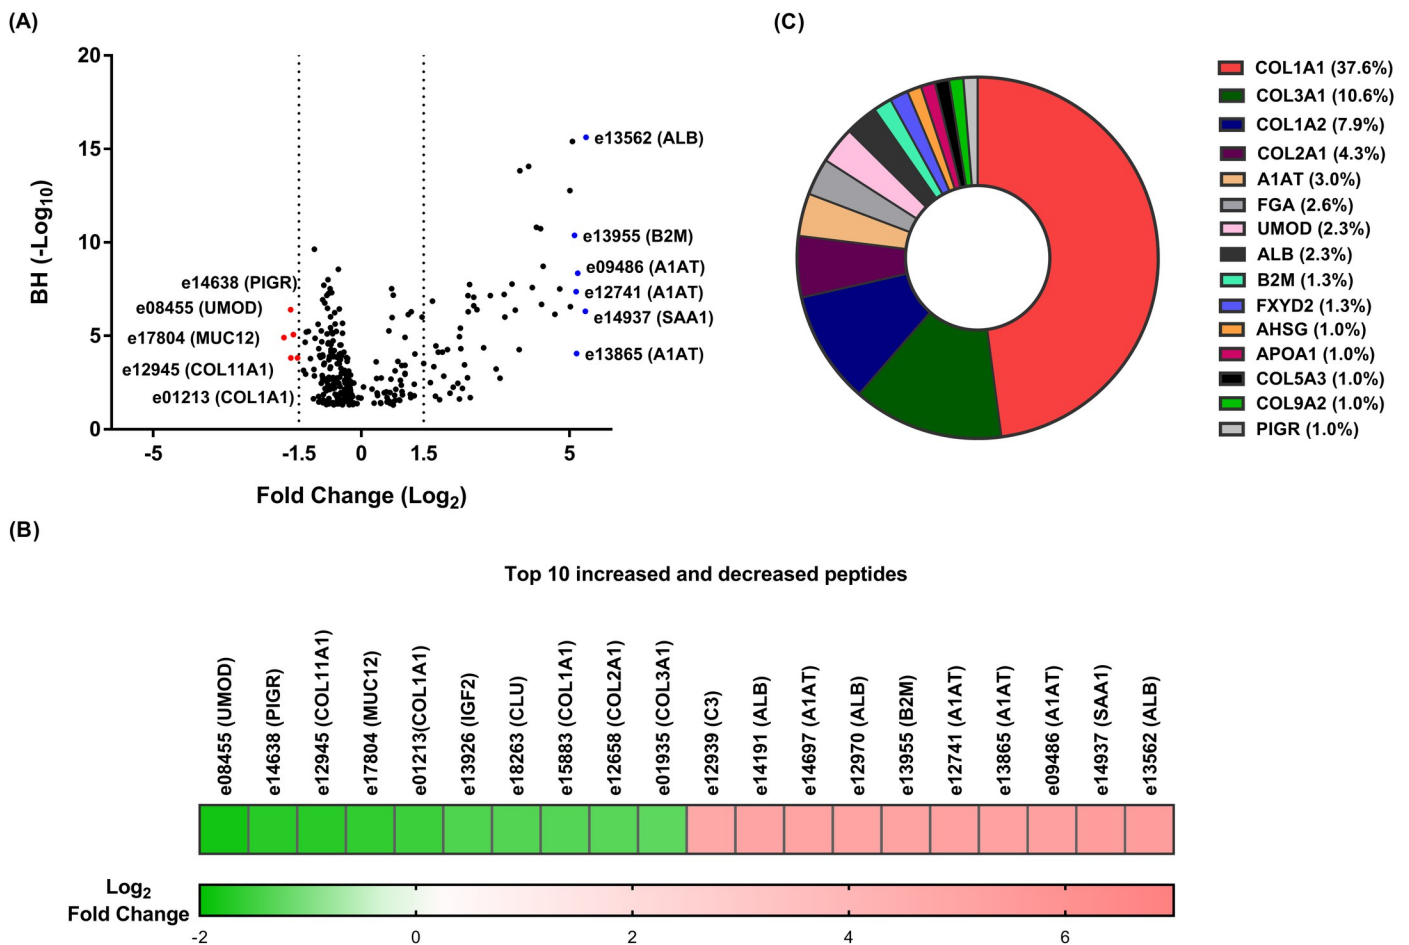 (A)
20
15
10
5
0
BH (-Log10)
-5
-1.5
0
1.5
5
Fold Change (Log2)
e14638 (PIGR)
e08455 (UMOD)
e17804 (MUC12)
e12945 (COL11A1)
e01213 (COL1A1)
e13562 (ALB)
e13955 (B2M)
e09486 (A1AT)
e12741 (A1AT)
e14937 (SAA1)
e13865 (A1AT)
(C)
COL1A1 (37.6%)
COL3A1 (10.6%)
COL1A2 (7.9%)
COL2A1 (4.3%)
A1AT (3.0%)
FGA (2.6%)
UMOD (2.3%)
ALB (2.3%)
B2M (1.3%)
FXYD2 (1.3%)
AHSG (1.0%)
APOA1 (1.0%)
COL5A3 (1.0%)
COL9A2 (1.0%)
PIGR (1.0%)
(B)
Top 10 increased and decreased peptides
e08455 (UMOD)
e14638 (PIGR)
e12945 (COL11A1)
e17804 (MUC12)
e01213(COL1A1)
e13926 (IGF2)
e18263 (CLU)
e15883 (COL1A1)
e12658 (COL2A1)
e01935 (COL3A1)
e12939 (C3)
e14191 (ALB)
e14697 (A1AT)
e12970 (ALB)
e13955 (B2M)
e12741 (A1AT)
e13865 (A1AT)
e09486 (A1AT)
e14937 (SAA1)
e13562 (ALB)
Log2
Fold Change
-2
0
2
4
6